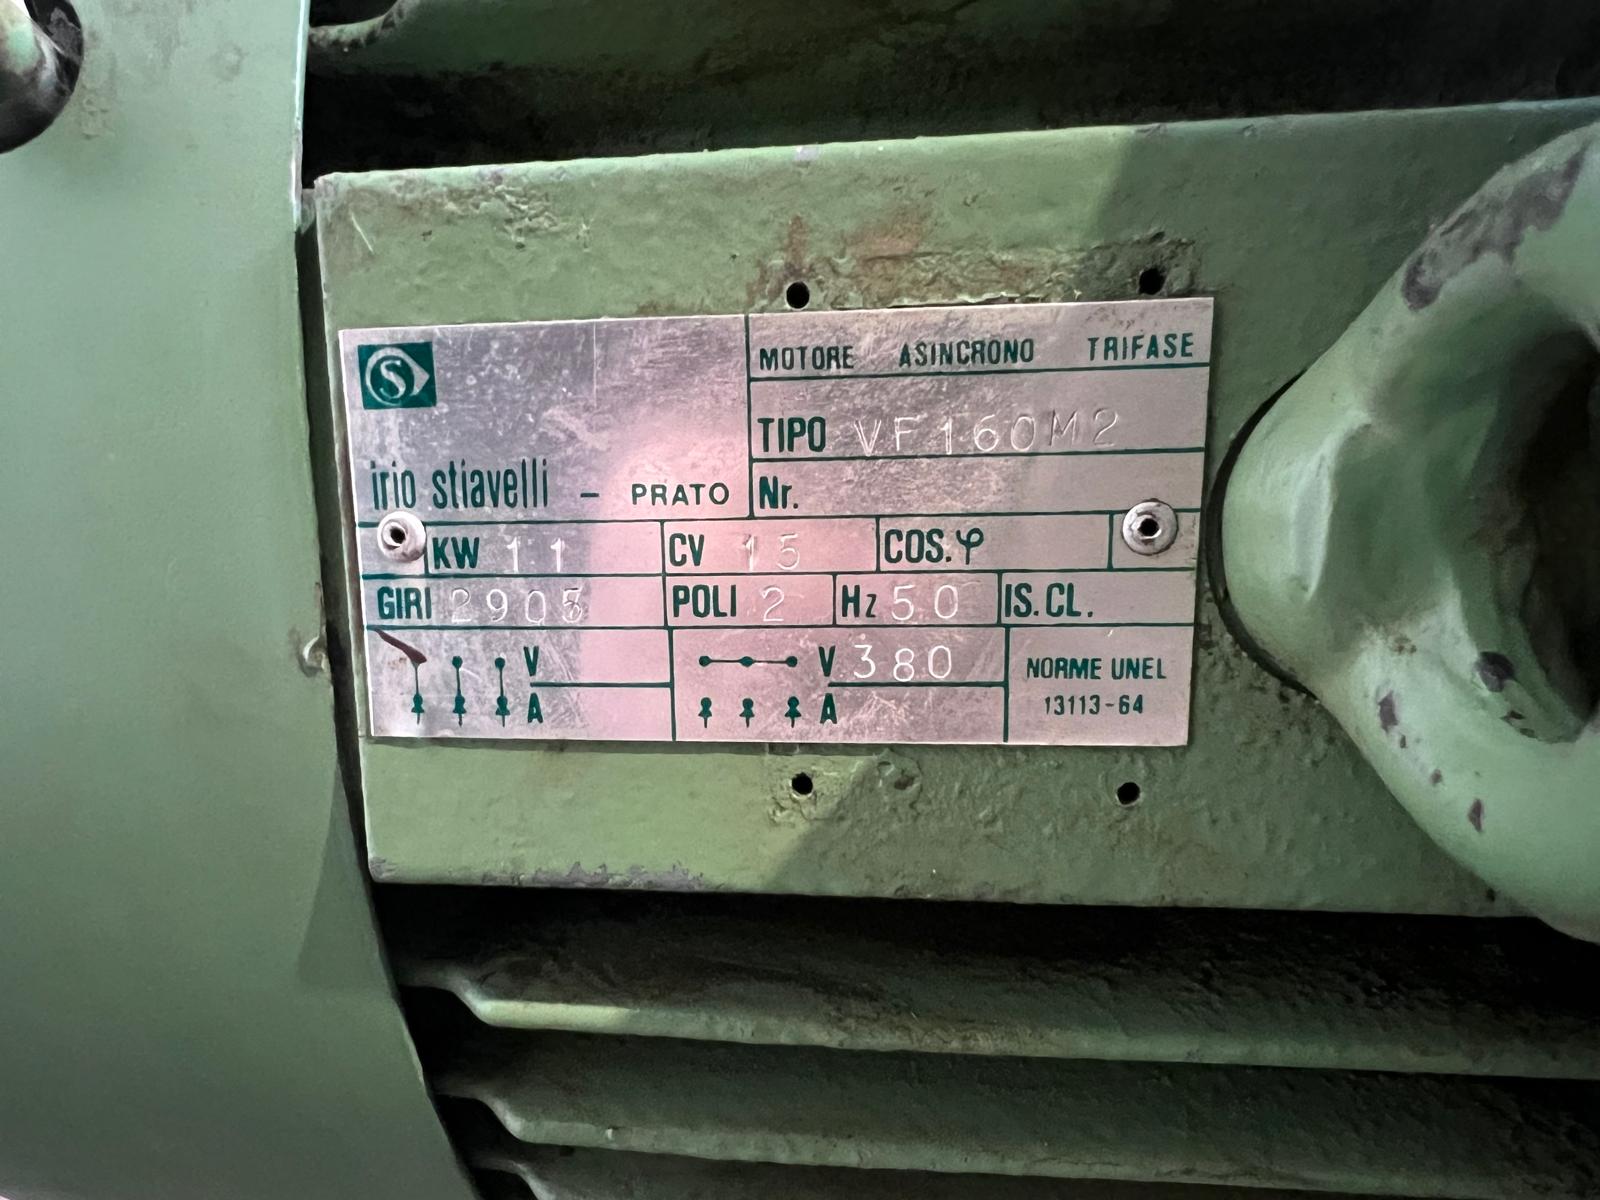 S
irio stiavelli – PRATO
MOTORE ASINCRONO TRIFASE
TIPO VF160M2
Nr.
KW 11 CV 15 COS.φ
GIRI 2905 POLI 2 Hz 50 IS.CL.
V V 380
A A
NORME UNEL
13113-64